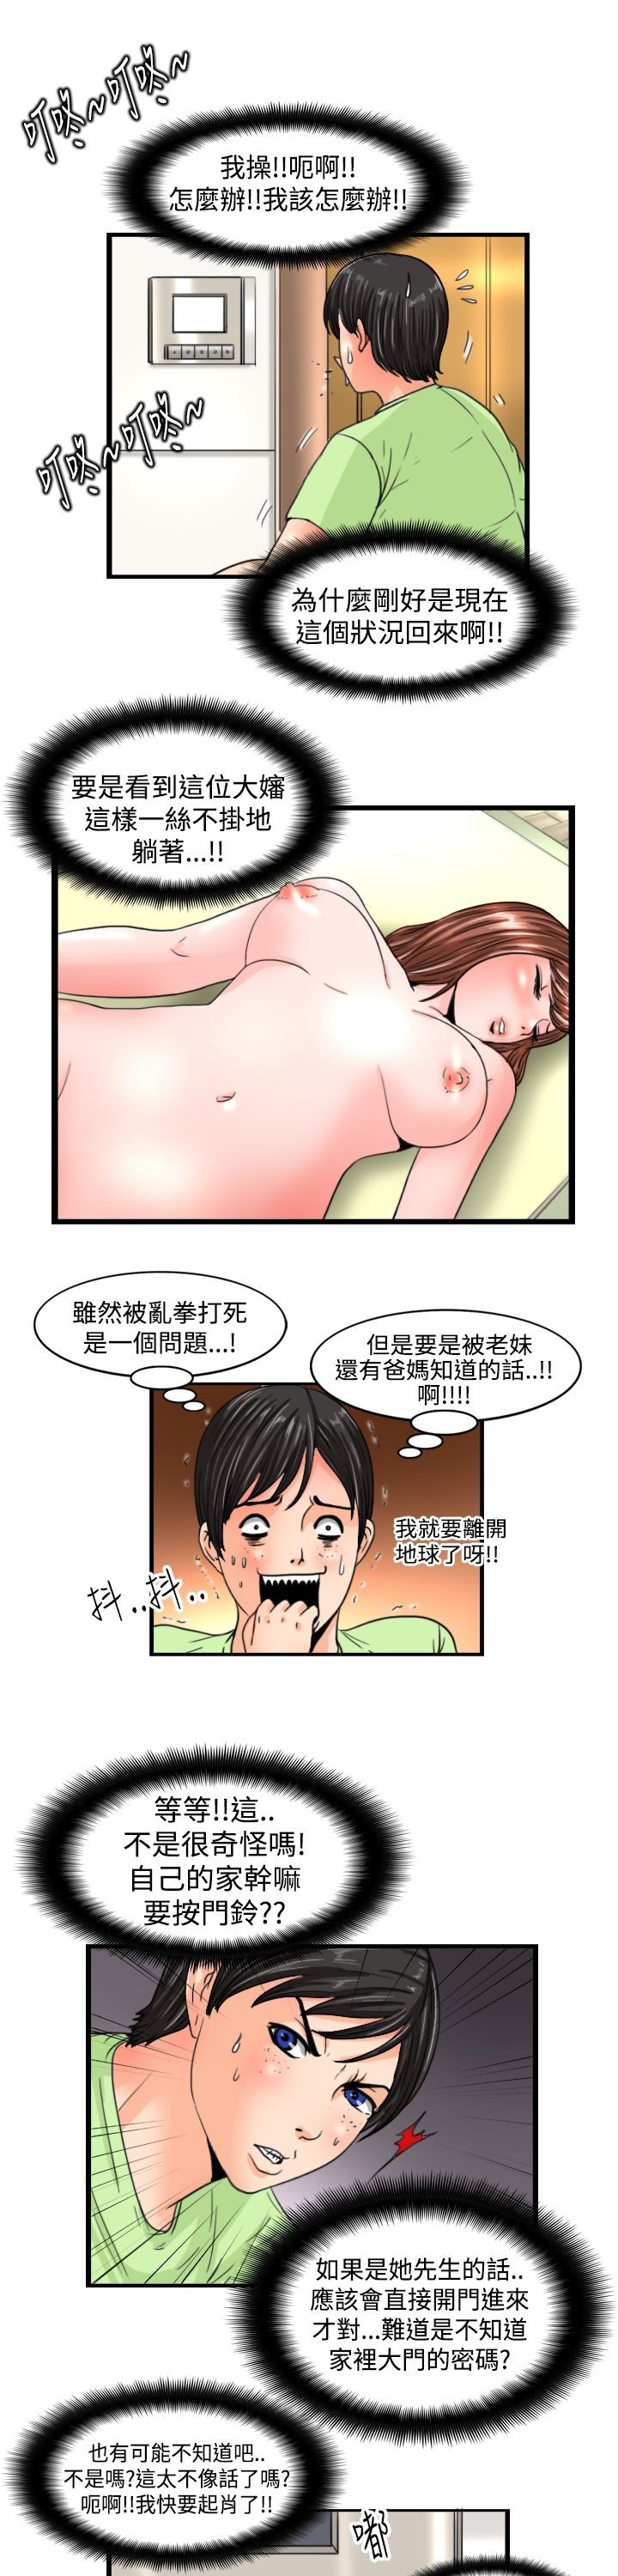 叮咚~叮咚~
我操!!呃啊!!
怎麼辦!!我該怎麼辦!!
叮咚~叮咚~
為什麼剛好是現在
這個狀況回來啊!!
要是看到這位大嬸
這樣一絲不掛地
躺著...!!
雖然被亂拳打死
是一個問題...!
但是要是被老妹
還有爸媽知道的話..!!
啊!!!!
我就要離開
地球了呀!!
抖..抖..
等等!!這..
不是很奇怪嗎!
自己的家幹嘛
要按門鈴??
如果是她先生的話..
應該會直接開門進來
才對...難道是不知道
家裡大門的密碼?
也有可能不知道吧..
不是嗎?這太不像話了嗎?
呃啊!!我快要起肖了!!
嘟